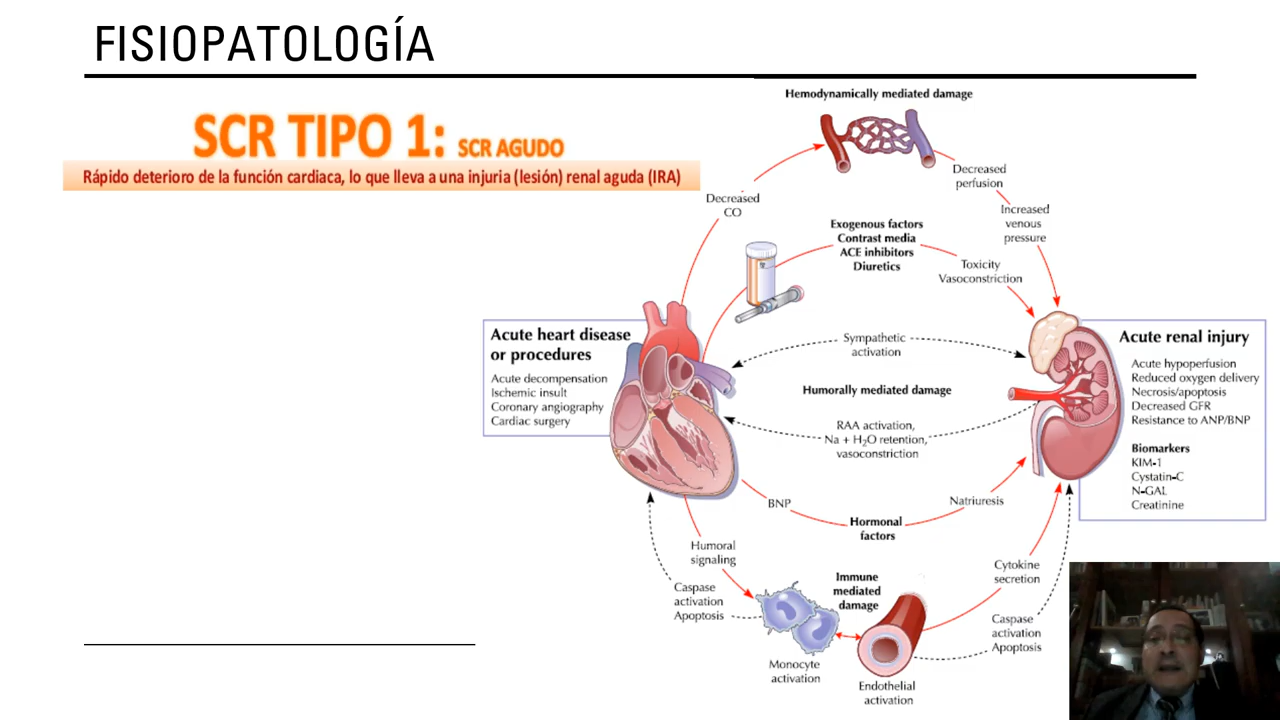 FISIOPATOLOGÍA
SCR TIPO 1: SCR AGUDO
Rápido deterioro de la función cardiaca, lo que lleva a una injuria (lesión) renal aguda (IRA)
Hemodynamically mediated damage
Decreased
perfusion
Decreased
CO
Increased
venous
pressure
Exogenous factors
Contrast media
ACE inhibitors
Diuretics
Toxicity
Vasoconstriction
Acute heart disease
or procedures
Acute decompensation
Ischemic insult
Coronary angiography
Cardiac surgery
Sympathetic
activation
Humorally mediated damage
RAA activation,
Na + H₂O retention,
vasoconstriction
Acute renal injury
Acute hypoperfusion
Reduced oxygen delivery
Necrosis/apoptosis
Decreased GFR
Resistance to ANP/BNP
Biomarkers
KIM-1
Cystatin-C
N-GAL
Creatinine
BNP
Hormonal
factors
Natriuresis
Humoral
signaling
Caspase
activation
Apoptosis
Immune
mediated
damage
Cytokine
secretion
Caspase
activation
Apoptosis
Monocyte
activation
Endothelial
activation